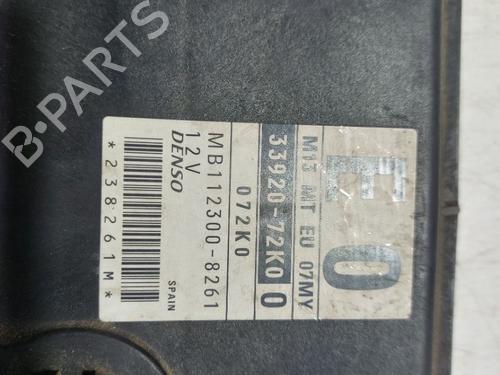 E0
M13 MT EU 07MY
33920-72K0 0
072K0
MB112300-8261
12V
DENSO
SPAIN
*238261M*
B-PARTS